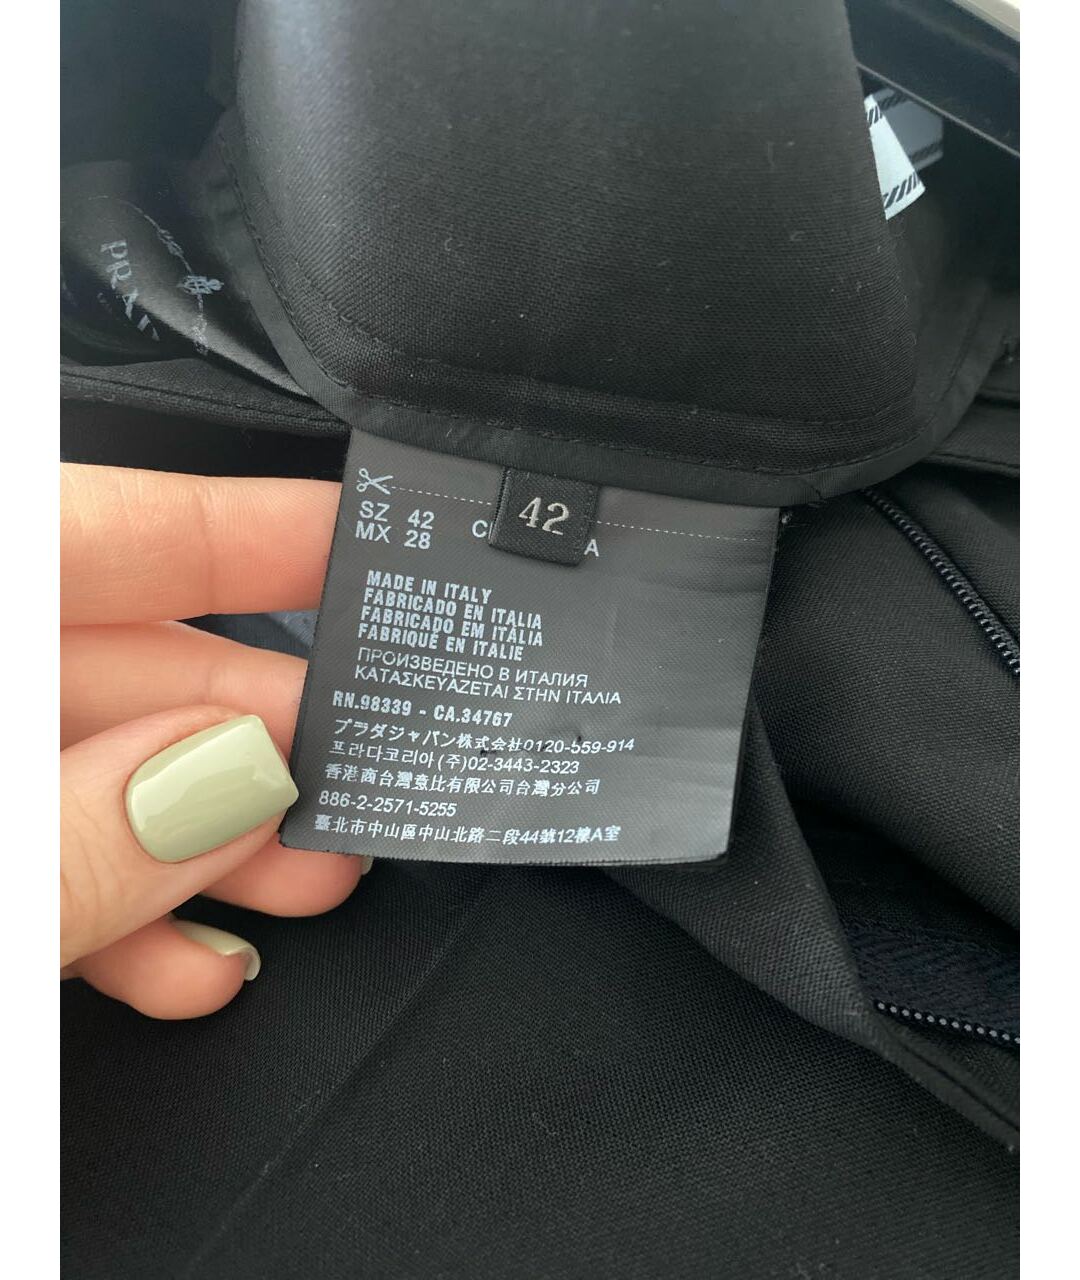 PRA
SZ 42
MX 28
42
MADE IN ITALY
FABRICADO EN ITALIA
FABRICADO EM ITÁLIA
FABRIQUÉ EN ITALIE
ПРОИЗВЕДЕНО В ИТАЛИЯ
ΚΑΤΑΣΚΕΥΑΖΕΤΑΙ ΣΤΗΝ ΙΤΑΛΙΑ
RN.98339 - CA.34767
プラダジャパン株式会社0120-559-914
프라다코리아(주)02-3443-2323
香港商台灣意比有限公司台灣分公司
886-2-2571-5255
臺北市中山區中山北路二段44號12樓A室